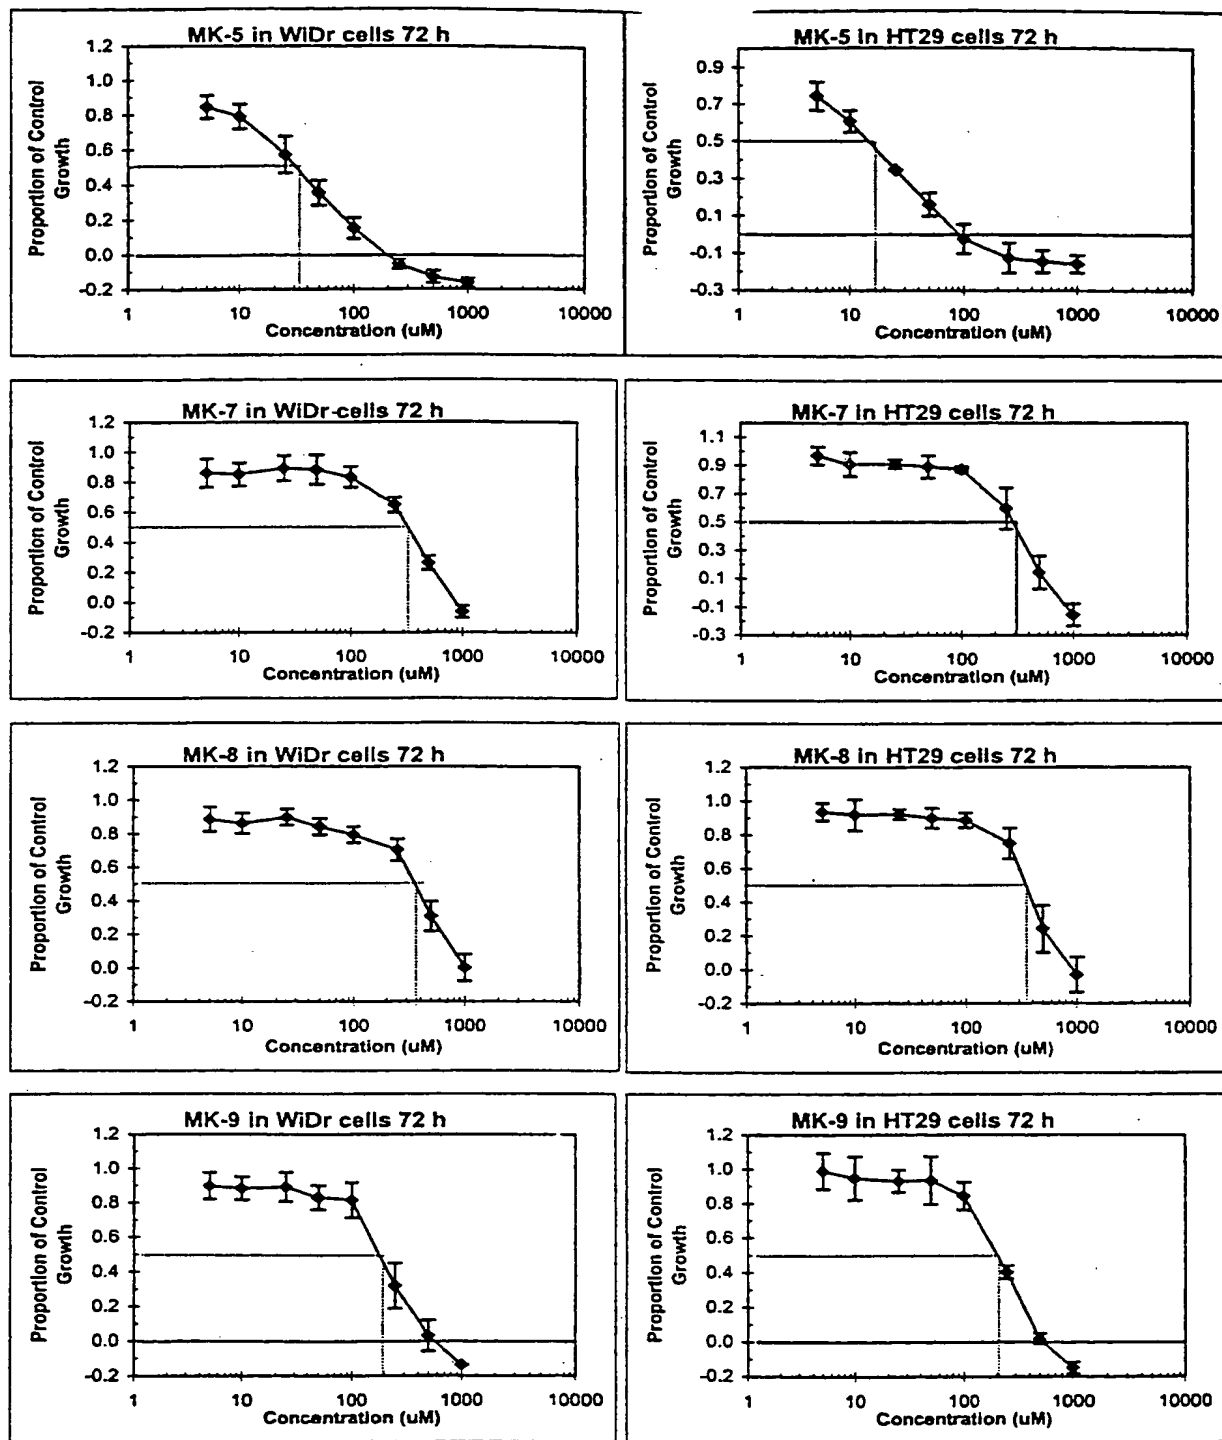 MK-5 in WiDr cells 72 h
Proportion of Control
Growth
1.2
1.0
0.8
0.6
0.4
0.2
0.0
-0.2
1 10 100 1000 10000
Concentration (uM)
MK-5 in HT29 cells 72 h
Proportion of Control
Growth
0.9
0.7
0.5
0.3
0.1
-0.1
-0.3
1 10 100 1000 10000
Concentration (uM)
MK-7 in WiDr-cells 72 h
Proportion of Control
Growth
1.2
1.0
0.8
0.6
0.4
0.2
0.0
-0.2
1 10 100 1000 10000
Concentration (uM)
MK-7 in HT29 cells 72 h
Proportion of Control
Growth
1.1
0.9
0.7
0.5
0.3
0.1
-0.1
-0.3
1 10 100 1000 10000
Concentration (uM)
MK-8 in WiDr cells 72 h
Proportion of Control
Growth
1.2
1.0
0.8
0.6
0.4
0.2
0.0
-0.2
1 10 100 1000 10000
Concentration (uM)
MK-8 in HT29 cells 72 h
Proportion of Control
Growth
1.2
1.0
0.8
0.6
0.4
0.2
0.0
-0.2
1 10 100 1000 10000
Concentration (uM)
MK-9 in WiDr cells 72 h
Proportion of Control
Growth
1.2
1.0
0.8
0.6
0.4
0.2
0.0
-0.2
1 10 100 1000 10000
Concentration (uM)
MK-9 in HT29 cells 72 h
Proportion of Control
Growth
1.2
1.0
0.8
0.6
0.4
0.2
0.0
-0.2
1 10 100 1000 10000
Concentration (uM)